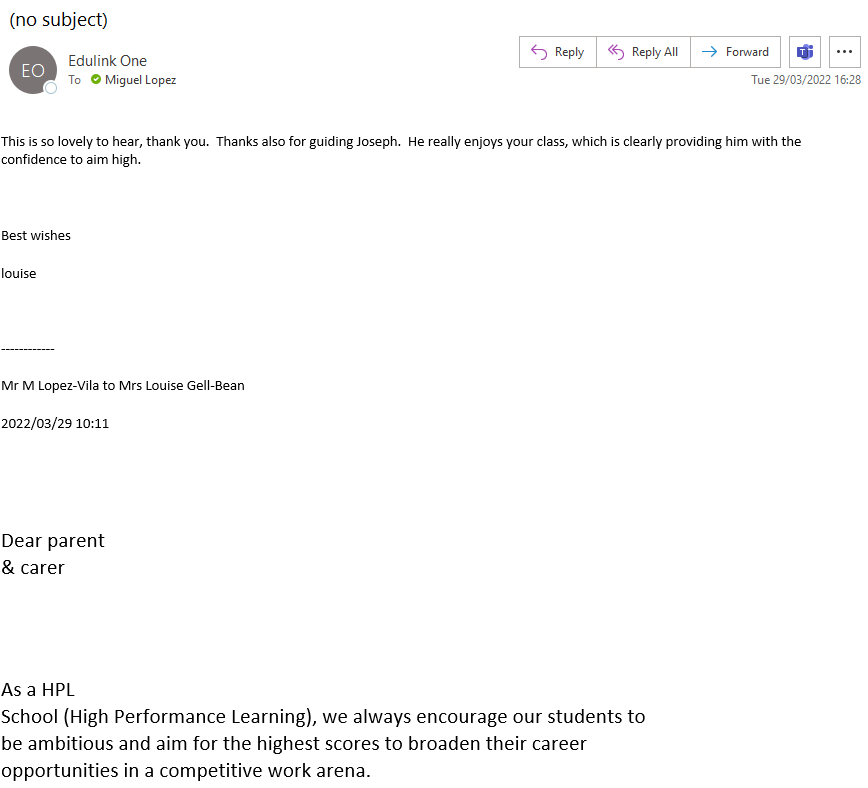 (no subject)
EO
Edulink One
To Miguel Lopez
Reply
Reply All
Forward
Tue 29/03/2022 16:28
This is so lovely to hear, thank you.  Thanks also for guiding Joseph.  He really enjoys your class, which is clearly providing him with the
confidence to aim high.
Best wishes
louise
------------
Mr M Lopez-Vila to Mrs Louise Gell-Bean
2022/03/29 10:11
Dear parent
& carer
As a HPL
School (High Performance Learning), we always encourage our students to
be ambitious and aim for the highest scores to broaden their career
opportunities in a competitive work arena.